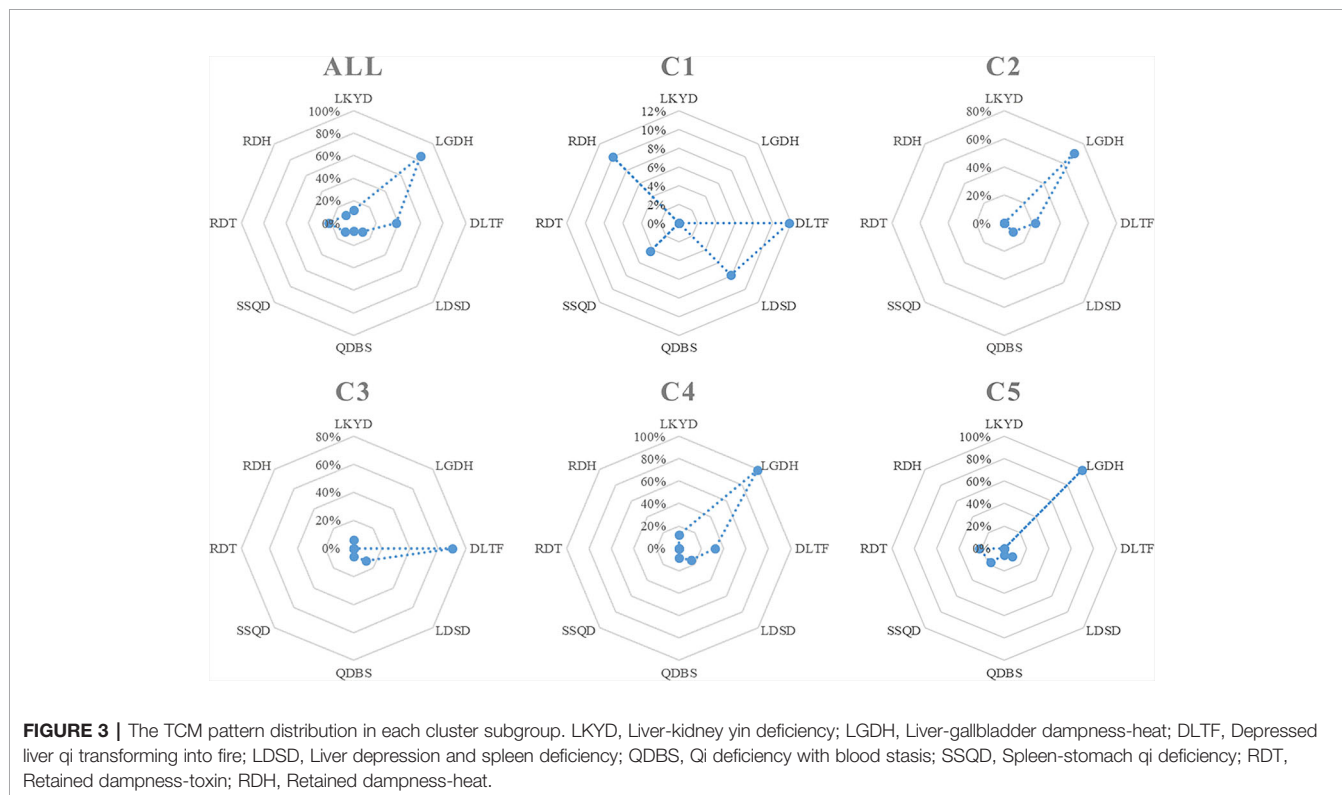 ALL
LKYD
100%
80%
60%
40%
20%
0%
LGDH
DLTF
LDSD
QDBS
SSQD
RDT
RDH
C1
LKYD
12%
10%
8%
6%
4%
2%
0%
LGDH
DLTF
LDSD
QDBS
SSQD
RDT
RDH
C2
LKYD
80%
60%
40%
20%
0%
LGDH
DLTF
LDSD
QDBS
SSQD
RDT
RDH
C3
LKYD
80%
60%
40%
20%
0%
LGDH
DLTF
LDSD
QDBS
SSQD
RDT
RDH
C4
LKYD
100%
80%
60%
40%
20%
0%
LGDH
DLTF
LDSD
QDBS
SSQD
RDT
RDH
C5
LKYD
100%
80%
60%
40%
20%
0%
LGDH
DLTF
LDSD
QDBS
SSQD
RDT
RDH
FIGURE 3 | The TCM pattern distribution in each cluster subgroup. LKYD, Liver-kidney yin deficiency; LGDH, Liver-gallbladder dampness-heat; DLTF, Depressed
liver qi transforming into fire; LDSD, Liver depression and spleen deficiency; QDBS, Qi deficiency with blood stasis; SSQD, Spleen-stomach qi deficiency; RDT,
Retained dampness-toxin; RDH, Retained dampness-heat.